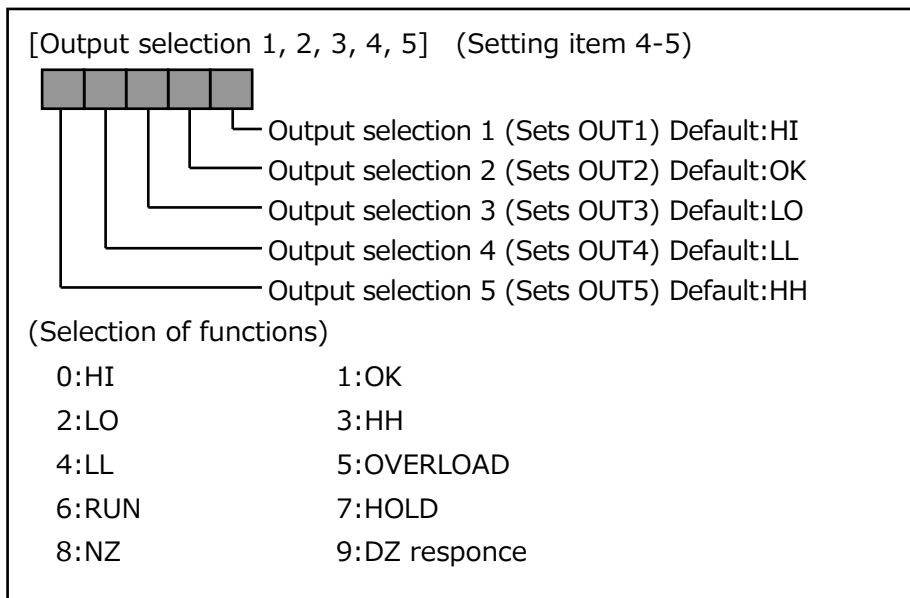 [Output selection 1, 2, 3, 4, 5] (Setting item 4-5)
Output selection 1 (Sets OUT1) Default:HI
Output selection 2 (Sets OUT2) Default:OK
Output selection 3 (Sets OUT3) Default:LO
Output selection 4 (Sets OUT4) Default:LL
Output selection 5 (Sets OUT5) Default:HH
(Selection of functions)
0:HI 1:OK
2:LO 3:HH
4:LL 5:OVERLOAD
6:RUN 7:HOLD
8:NZ 9:DZ responce